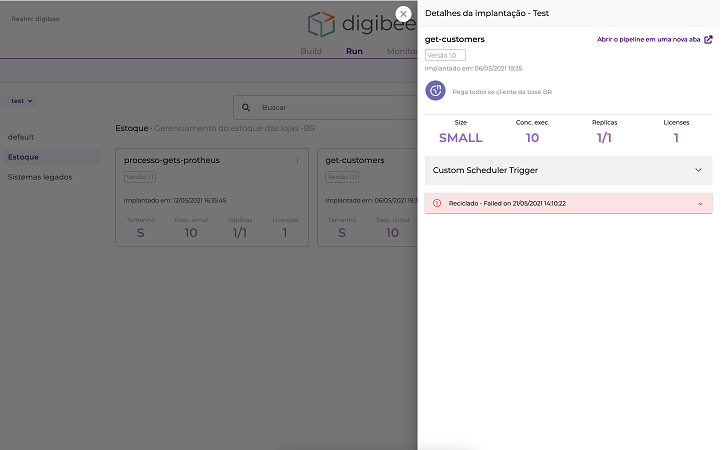 Realm: digibee
digibee
Build
Run
Monitor
test
Buscar
default
Estoque
Sistemas legados
Estoque · Gerenciamento do estoque das lojas -BR
processo-gets-protheus
Versão 1.1
Implantado em: 12/05/2021 16:35:45
Tamanho Exec. simul Réplicas Licenças
S 10 1/1 1
get-customers
Versão 1.0
Implantado em: 06/05/2021 19:3
Tamanho Exec. simul
S 10
Detalhes da implantação - Test
get-customers
Abrir o pipeline em uma nova aba
Versão 1.0
Implantado em: 06/05/2021 19:35
Pega todos os cliente da base BR
Size Conc. exec. Replicas Licenses
SMALL 10 1/1 1
Custom Scheduler Trigger
Reciclado - Failed on 21/05/2021 14:10:22